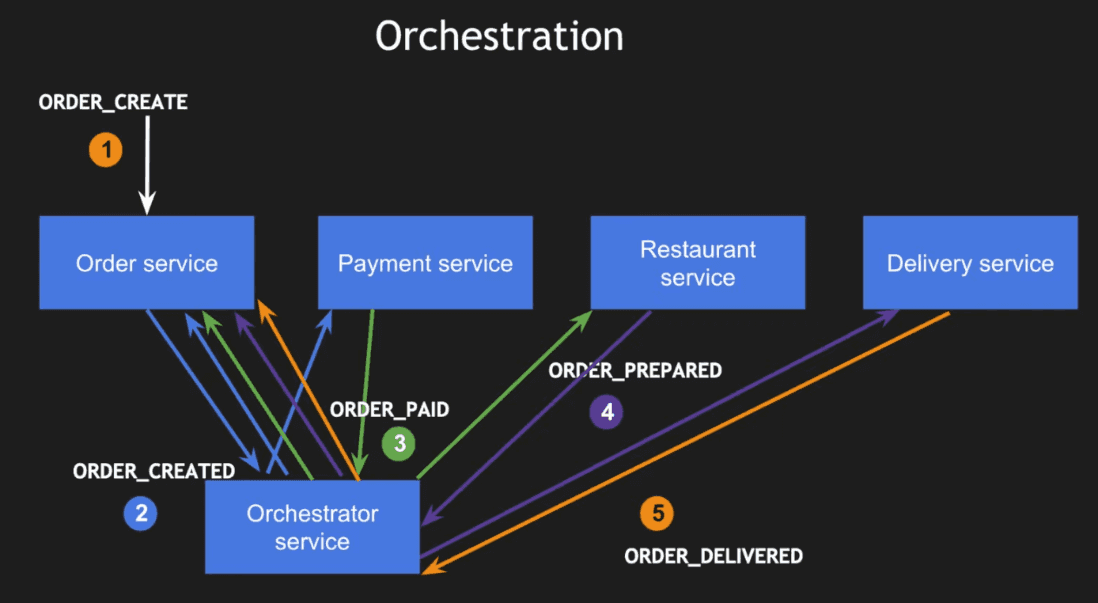 Orchestration
ORDER_CREATE
1
Order service
Payment service
Restaurant
service
Delivery service
ORDER_PREPARED
4
ORDER_PAID
3
ORDER_CREATED
2
Orchestrator
service
5
ORDER_DELIVERED